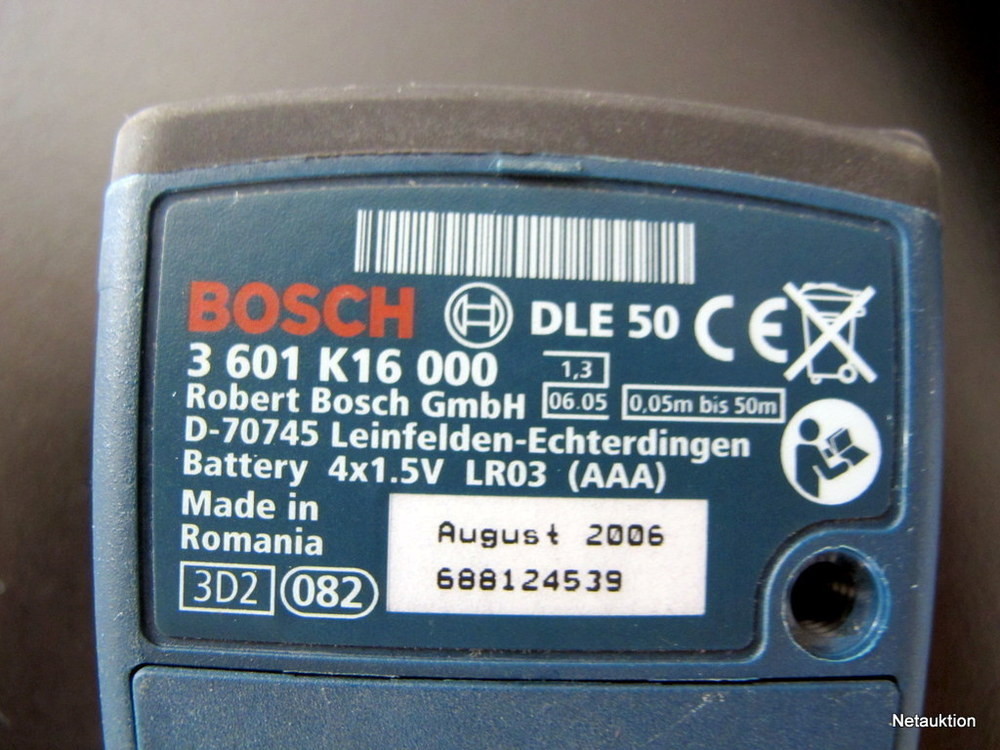 BOSCH DLE 50 CE
3 601 K16 000
1,3
Robert Bosch GmbH
06.05
0,05m bis 50m
D-70745 Leinfelden-Echterdingen
Battery 4x1.5V LR03 (AAA)
Made in
Romania
3D2 082
August 2006
688124539
Netauktion